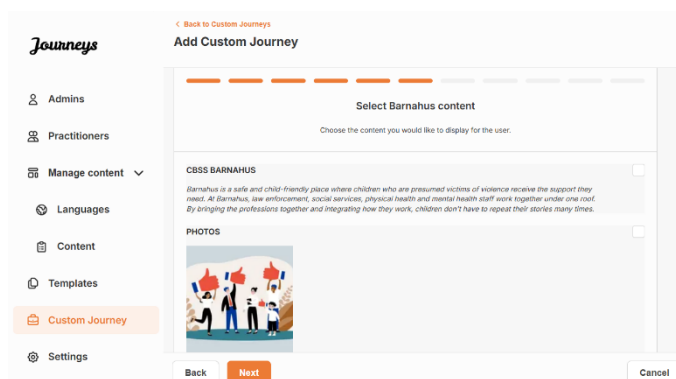 Journeys
Admins
Practitioners
Manage content
Languages
Content
Templates
Custom Journey
Settings
< Back to Custom Journeys
Add Custom Journey
Select Barnahus content
Choose the content you would like to display for the user.
CBSS BARNAHUS
Barnahus is a safe and child-friendly place where children who are presumed victims of violence receive the support they
need. At Barnahus, law enforcement, social services, physical health and mental health staff work together under one roof.
By bringing the professions together and integrating how they work, children don't have to repeat their stories many times.
PHOTOS
Back
Next
Cancel